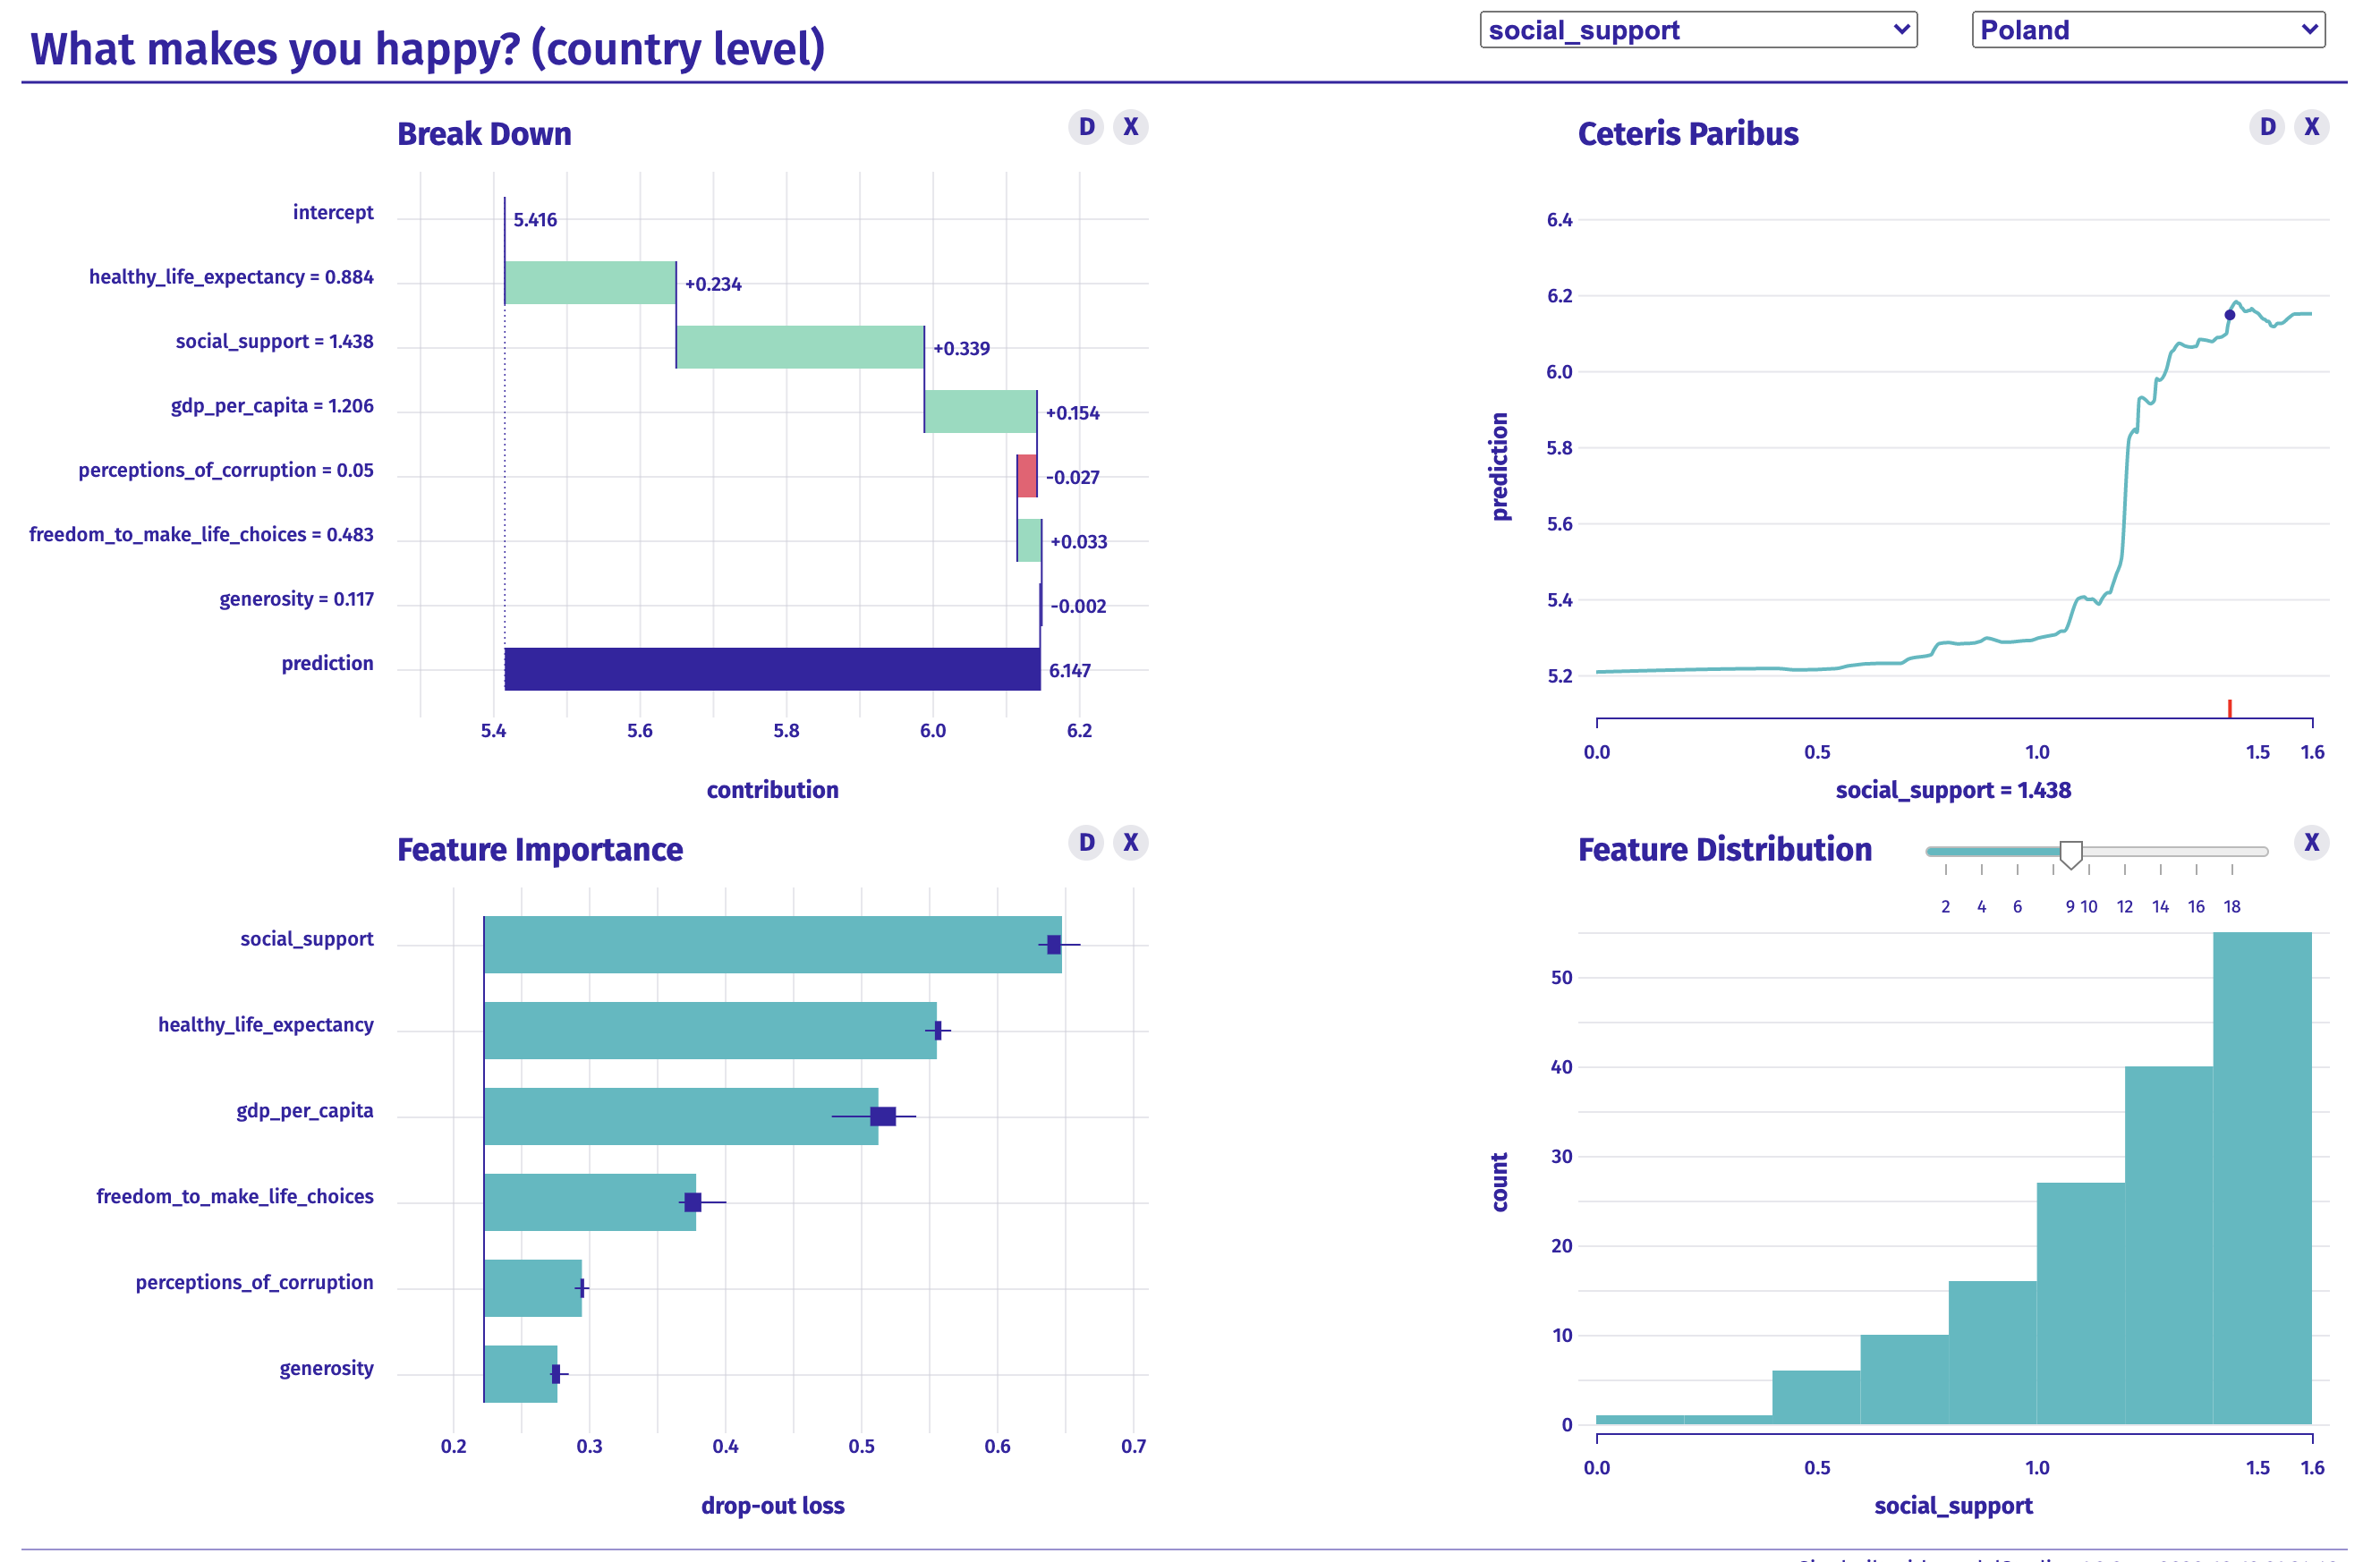 What makes you happy? (country level)
social_support
Poland
Break Down
D X
intercept
5.416
healthy_life_expectancy = 0.884
+0.234
social_support = 1.438
+0.339
gdp_per_capita = 1.206
+0.154
perceptions_of_corruption = 0.05
-0.027
freedom_to_make_life_choices = 0.483
+0.033
generosity = 0.117
-0.002
prediction
6.147
5.4 5.6 5.8 6.0 6.2
contribution
Ceteris Paribus
D X
6.4
6.2
6.0
5.8
5.6
5.4
5.2
prediction
0.0 0.5 1.0 1.5 1.6
social_support = 1.438
Feature Importance
D X
social_support
healthy_life_expectancy
gdp_per_capita
freedom_to_make_life_choices
perceptions_of_corruption
generosity
0.2 0.3 0.4 0.5 0.6 0.7
drop-out loss
Feature Distribution
X
2 4 6 9 10 12 14 16 18
50
40
30
20
10
0
count
0.0 0.5 1.0 1.5 1.6
social_support